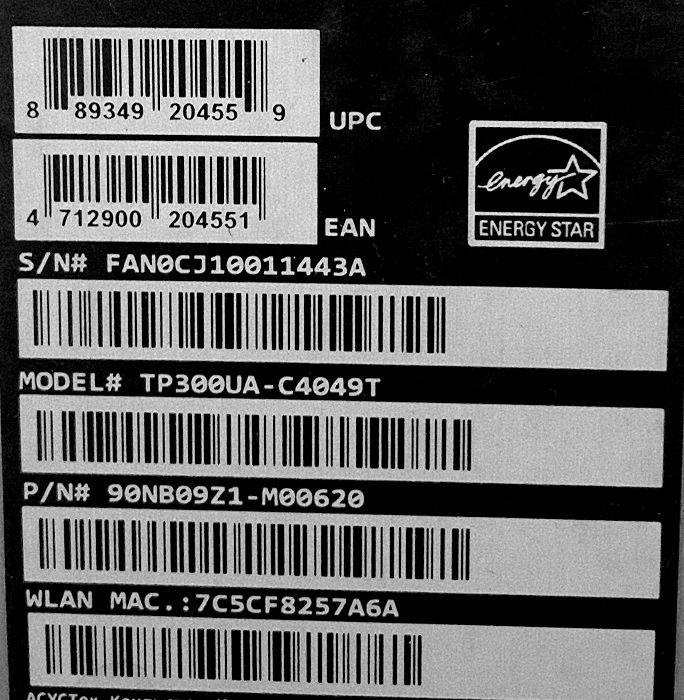 8 89349 20455 9
UPC
4 712900 204551
EAN
energy
ENERGY STAR
S/N# FAN0CJ10011443A
MODEL# TP300UA-C4049T
P/N# 90NB09Z1-M00620
WLAN MAC.:7C5CF8257A6A